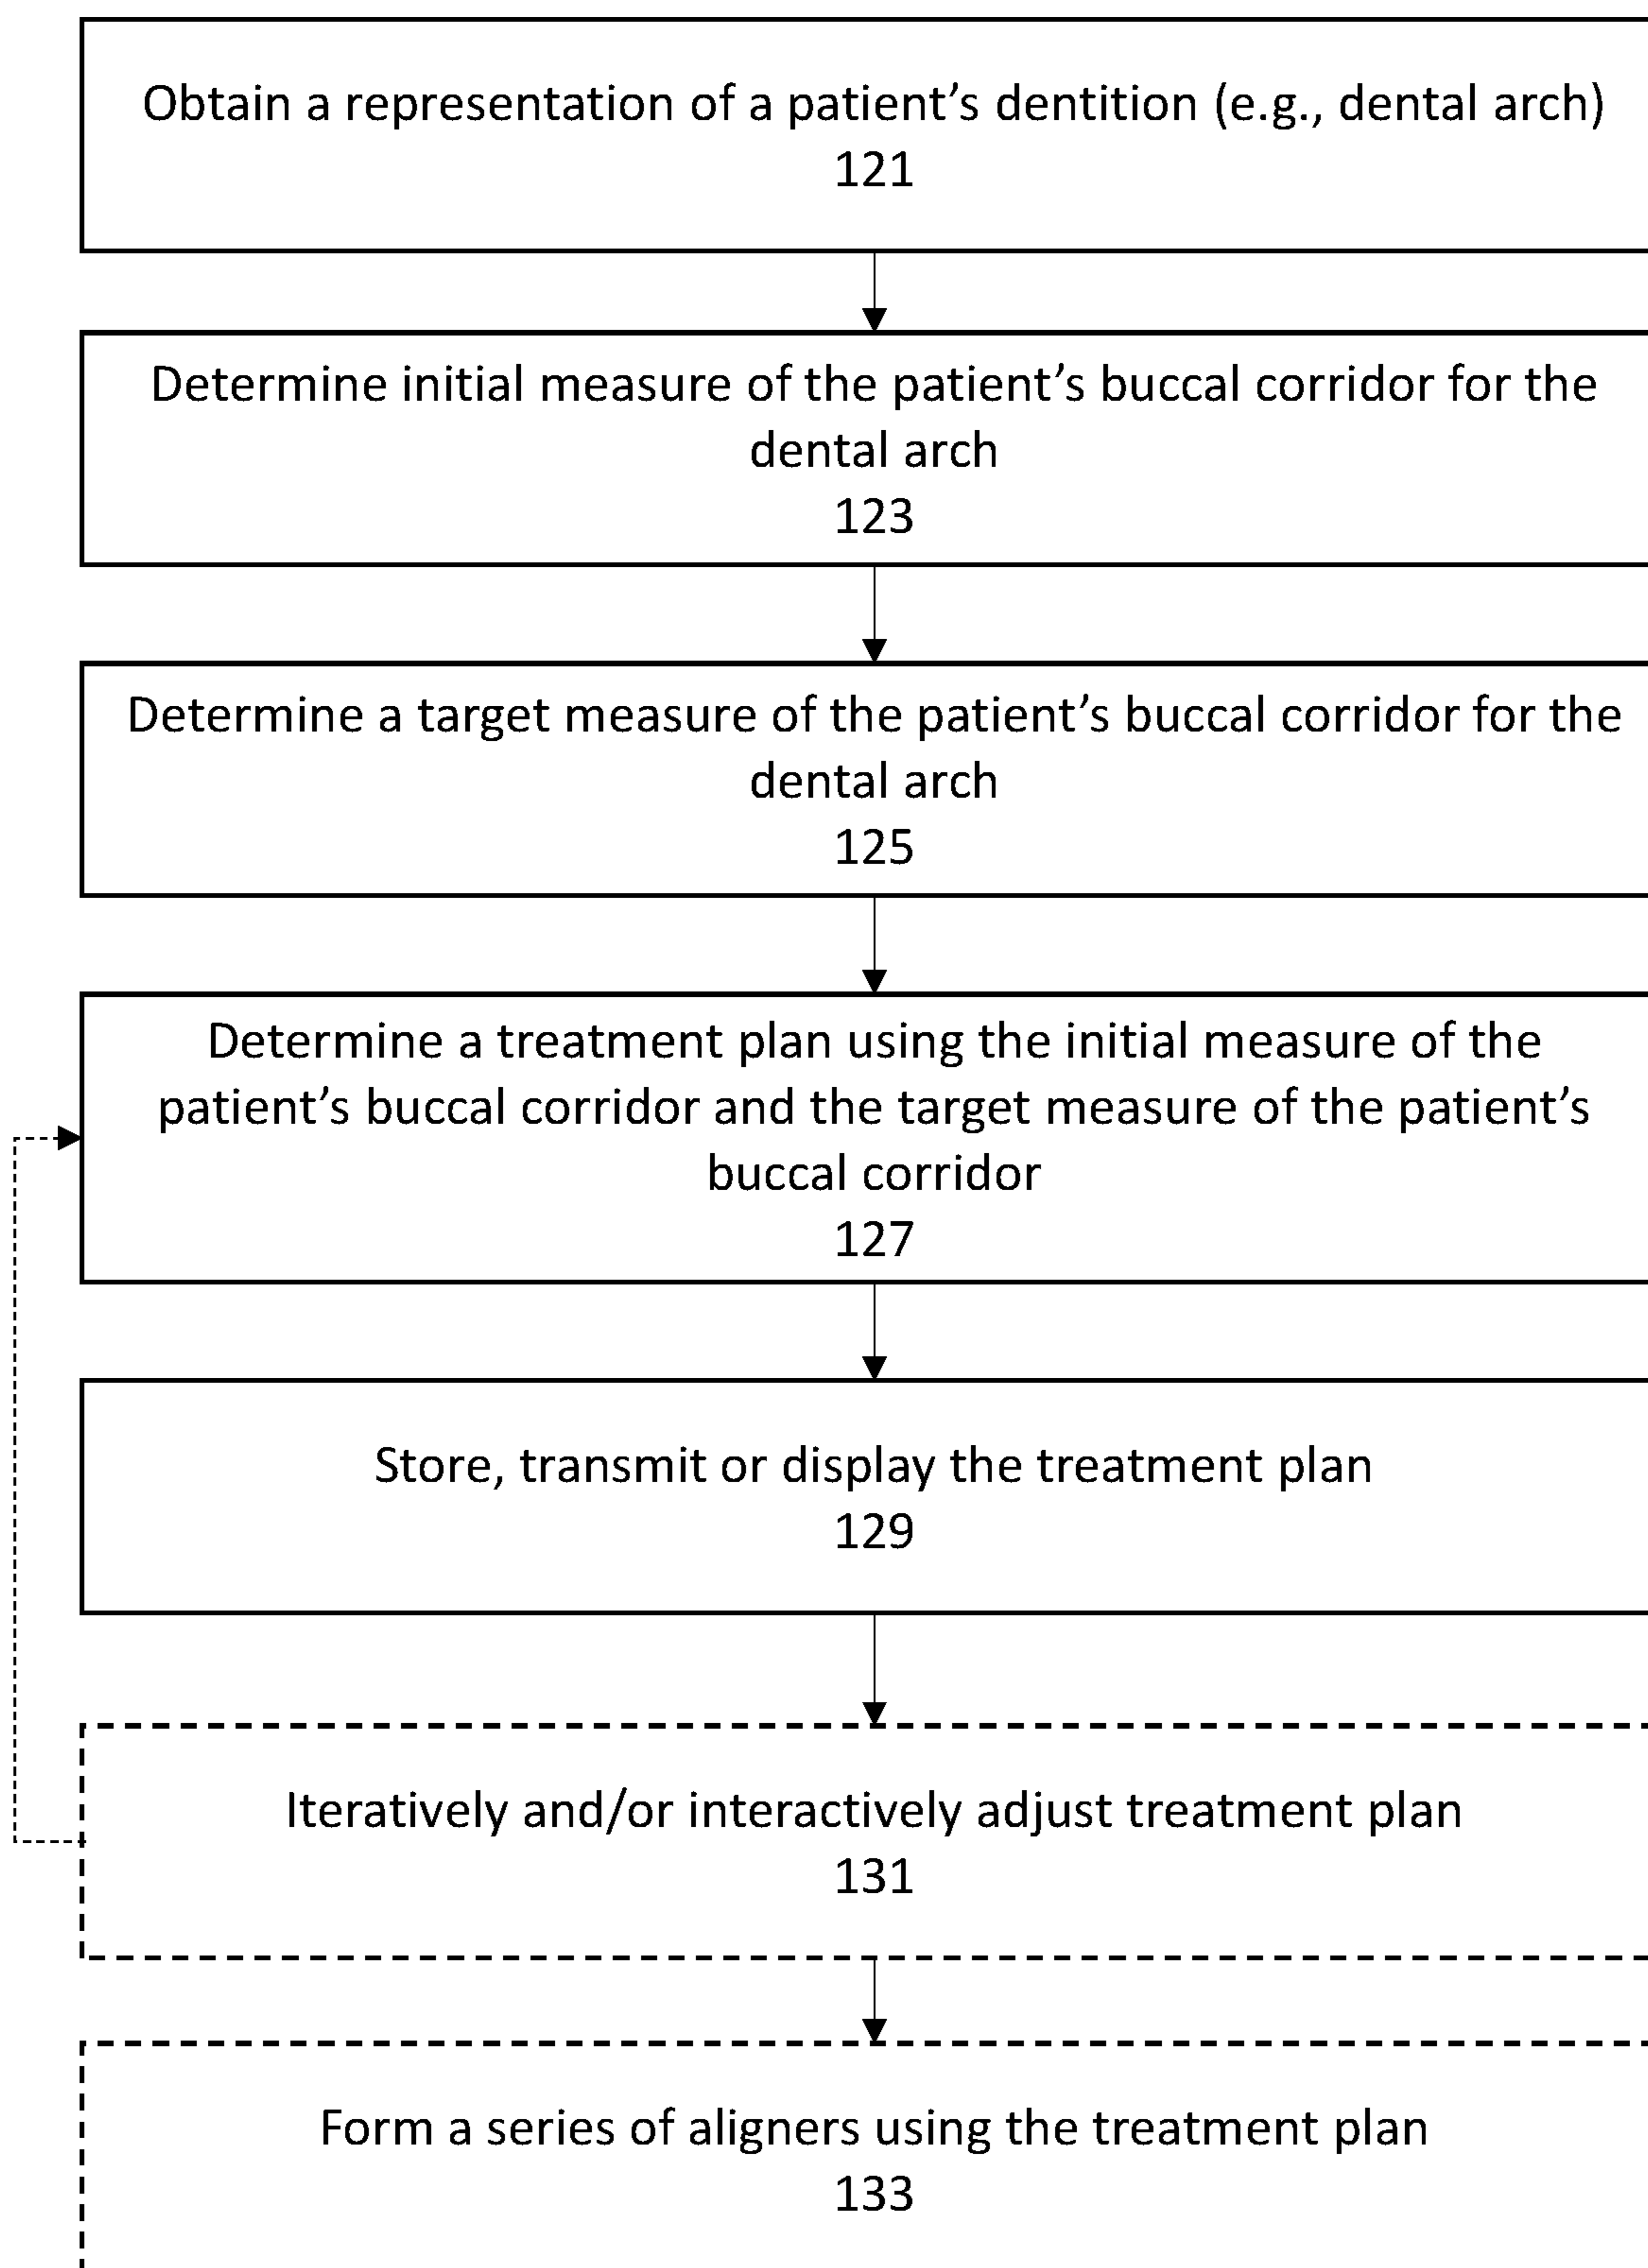 Obtain a representation of a patient’s dentition (e.g., dental arch)
121
Determine initial measure of the patient’s buccal corridor for the
dental arch
123
Determine a target measure of the patient’s buccal corridor for the
dental arch
125
Determine a treatment plan using the initial measure of the
patient’s buccal corridor and the target measure of the patient’s
buccal corridor
127
Store, transmit or display the treatment plan
129
Iteratively and/or interactively adjust treatment plan
131
Form a series of aligners using the treatment plan
133